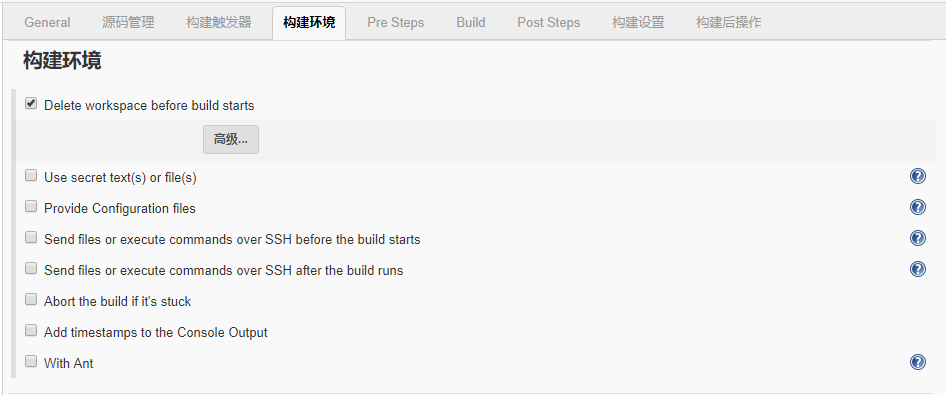 General 源码管理 构建触发器 构建环境 Pre Steps Build Post Steps 构建设置 构建后操作
构建环境
Delete workspace before build starts
高级...
Use secret text(s) or file(s)
Provide Configuration files
Send files or execute commands over SSH before the build starts
Send files or execute commands over SSH after the build runs
Abort the build if it's stuck
Add timestamps to the Console Output
With Ant